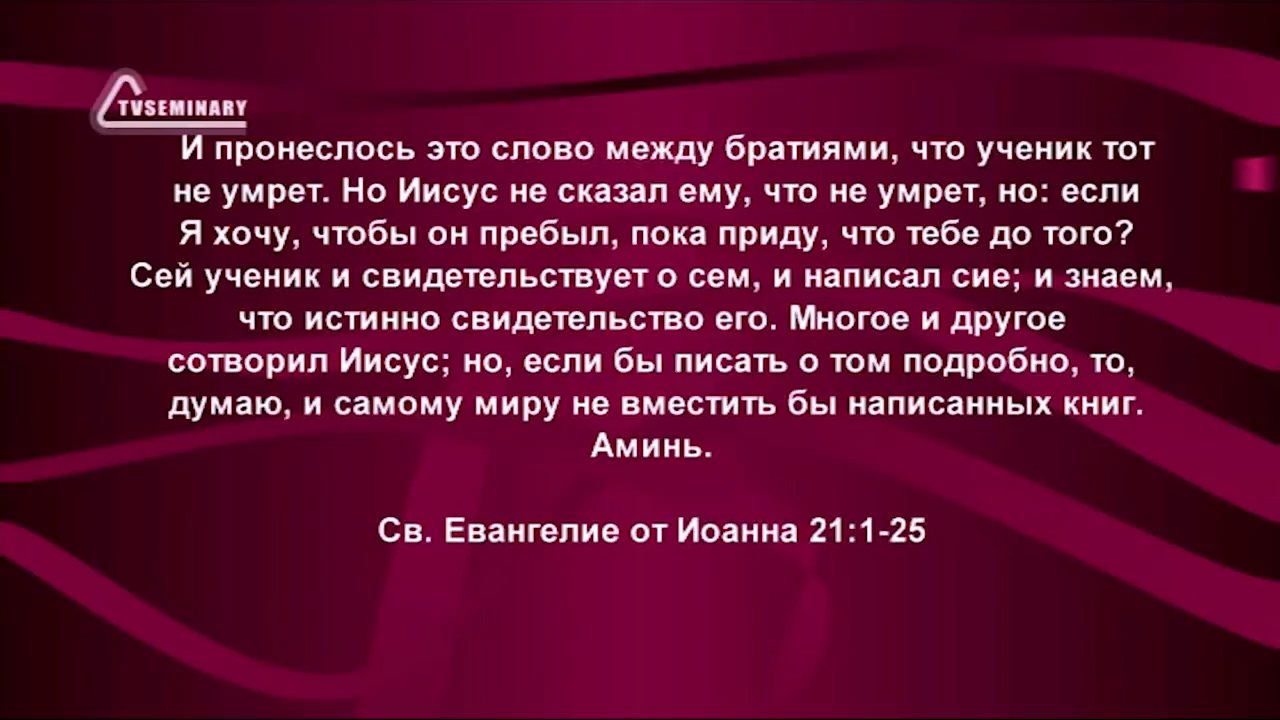 TVSEMINARY
И пронеслось это слово между братиями, что ученик тот
не умрет. Но Иисус не сказал ему, что не умрет, но: если
Я хочу, чтобы он пребыл, пока приду, что тебе до того?
Сей ученик и свидетельствует о сем, и написал сие; и знаем,
что истинно свидетельство его. Многое и другое
сотворил Иисус; но, если бы писать о том подробно, то,
думаю, и самому миру не вместить бы написанных книг.
Аминь.
Св. Евангелие от Иоанна 21:1-25